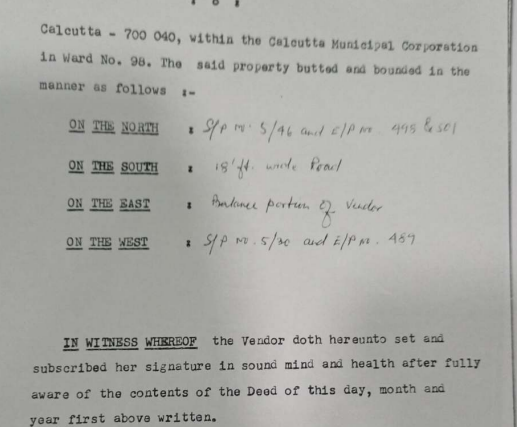 : 8 :
Calcutta - 700 040, within the Calcutta Municipal Corporation
in Ward No. 98. The said property butted and bounded in the
manner as follows :-
ON THE NORTH : S/P no. 5/46 and E/P no. & 501
ON THE SOUTH : 18' ft. wide Road
ON THE EAST : Balance portion of Vendor
ON THE WEST : S/P no. and E/P no.
IN WITNESS WHEREOF the Vendor doth hereunto set and
subscribed her signature in sound mind and health after fully
aware of the contents of the Deed of this day, month and
year first above written.